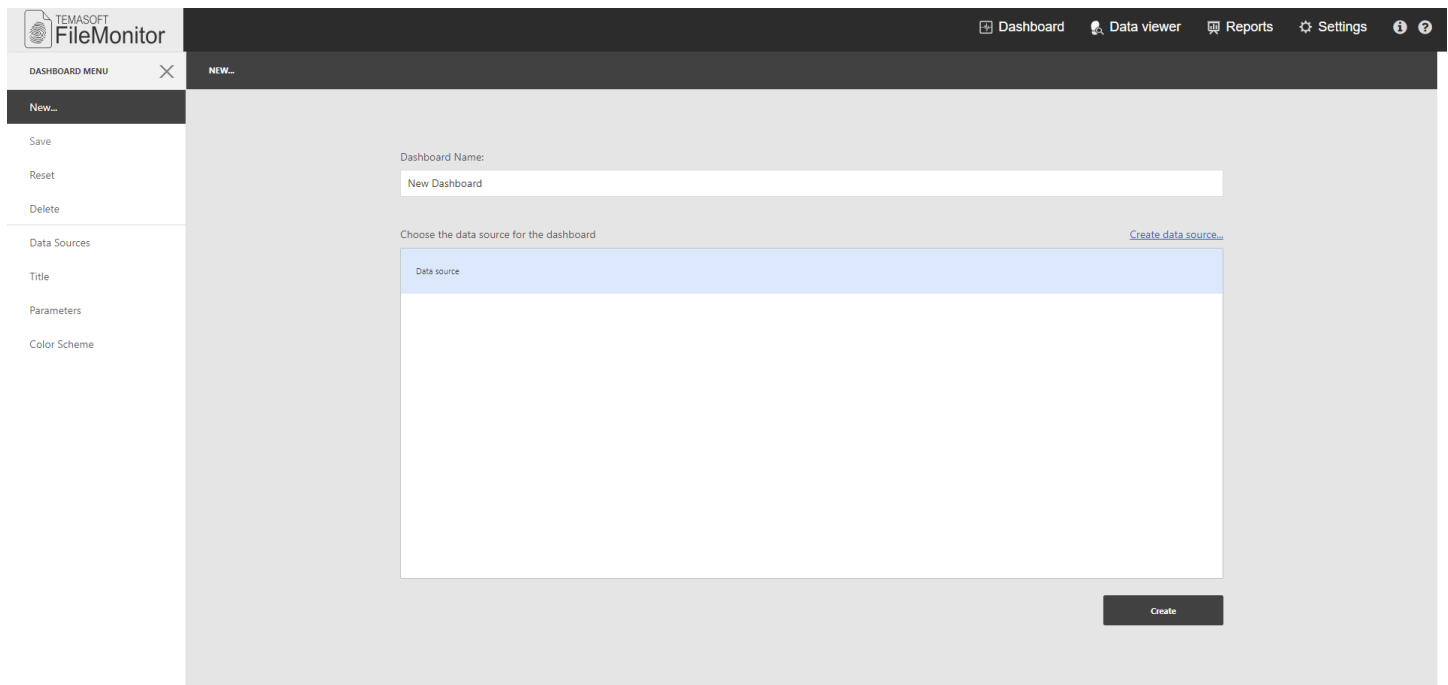 TEMASOFT
FileMonitor
Dashboard
Data viewer
Reports
Settings
DASHBOARD MENU
NEW...
New...
Save
Reset
Delete
Data Sources
Title
Parameters
Color Scheme
Dashboard Name:
New Dashboard
Choose the data source for the dashboard
Create data source...
Data source
Create